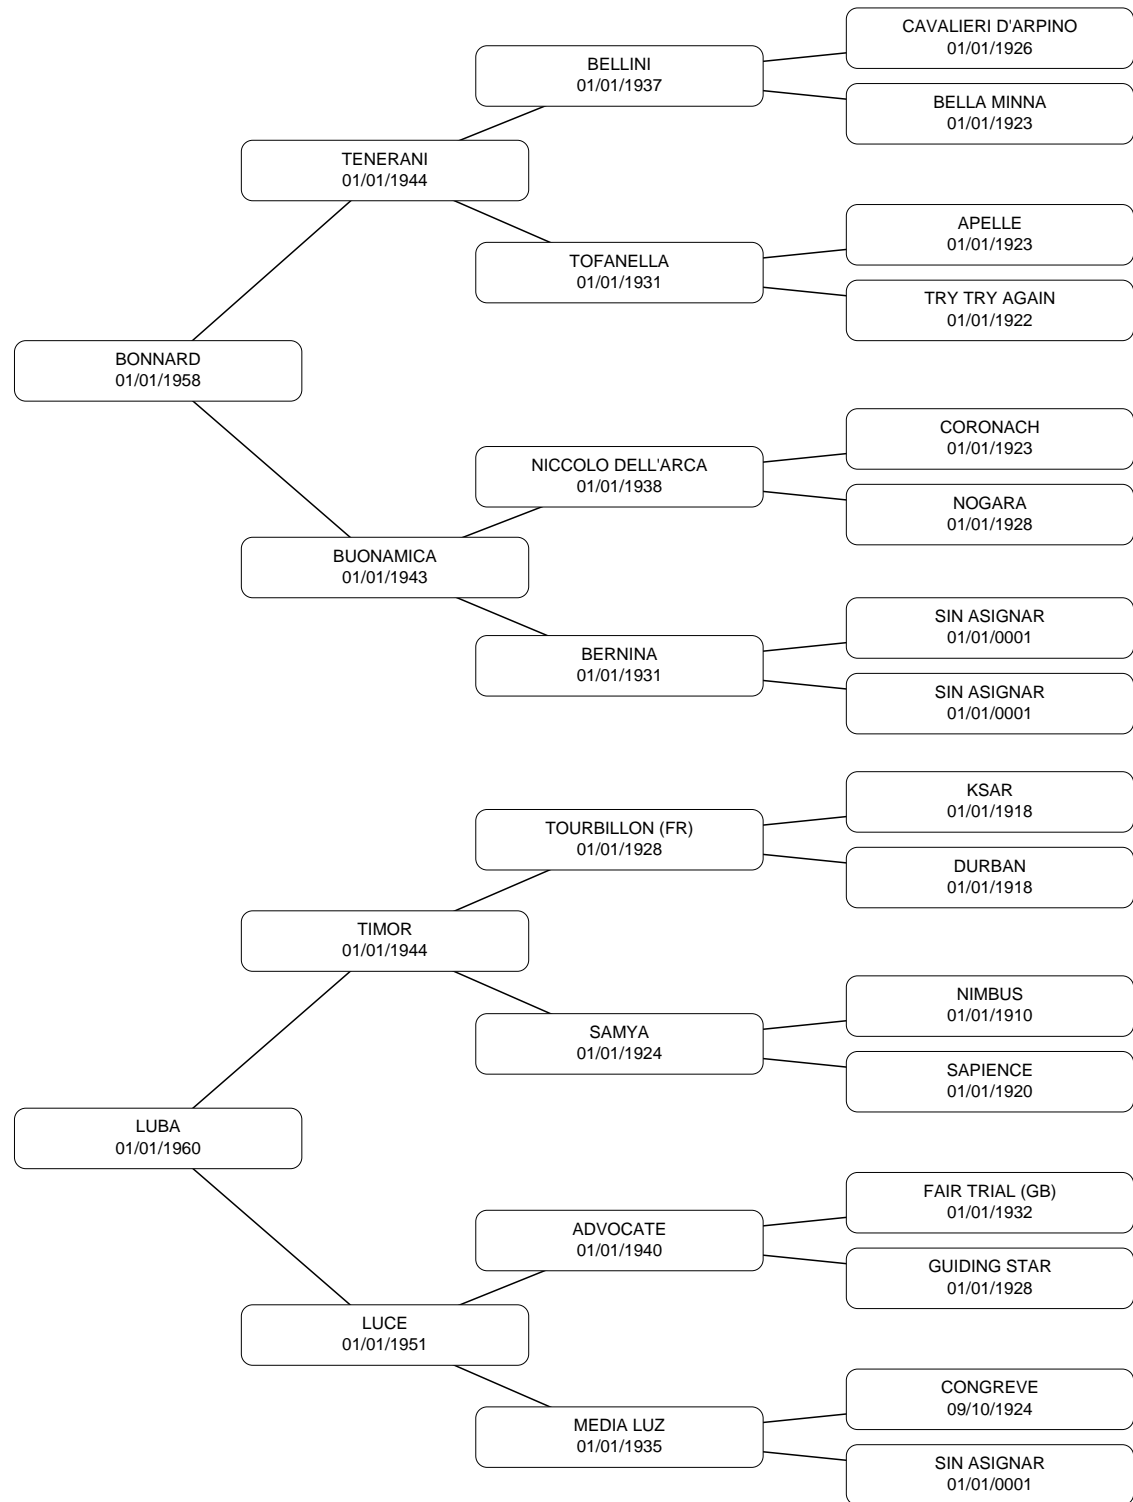 CAVALIERI D'ARPINO
01/01/1926
BELLINI
01/01/1937
BELLA MINNA
01/01/1923
TENERANI
01/01/1944
APELLE
01/01/1923
TOFANELLA
01/01/1931
TRY TRY AGAIN
01/01/1922
BONNARD
01/01/1958
CORONACH
01/01/1923
NICCOLO DELL'ARCA
01/01/1938
NOGARA
01/01/1928
BUONAMICA
01/01/1943
SIN ASIGNAR
01/01/0001
BERNINA
01/01/1931
SIN ASIGNAR
01/01/0001
KSAR
01/01/1918
TOURBILLON (FR)
01/01/1928
DURBAN
01/01/1918
TIMOR
01/01/1944
NIMBUS
01/01/1910
SAMYA
01/01/1924
SAPIENCE
01/01/1920
LUBA
01/01/1960
FAIR TRIAL (GB)
01/01/1932
ADVOCATE
01/01/1940
GUIDING STAR
01/01/1928
LUCE
01/01/1951
CONGREVE
09/10/1924
MEDIA LUZ
01/01/1935
SIN ASIGNAR
01/01/0001